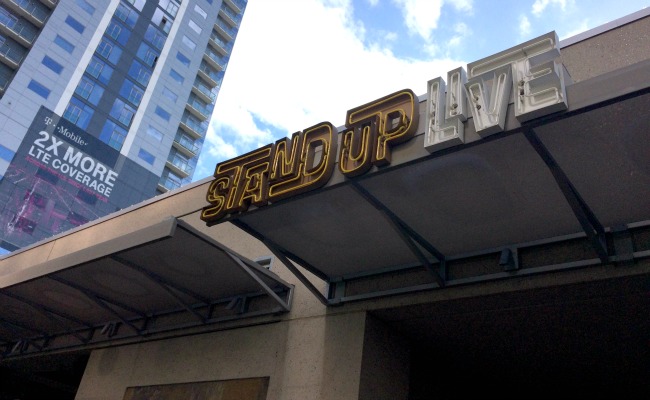 T··Mobile·
2X MORE
LTE COVERAGE
STAND UP LIVE